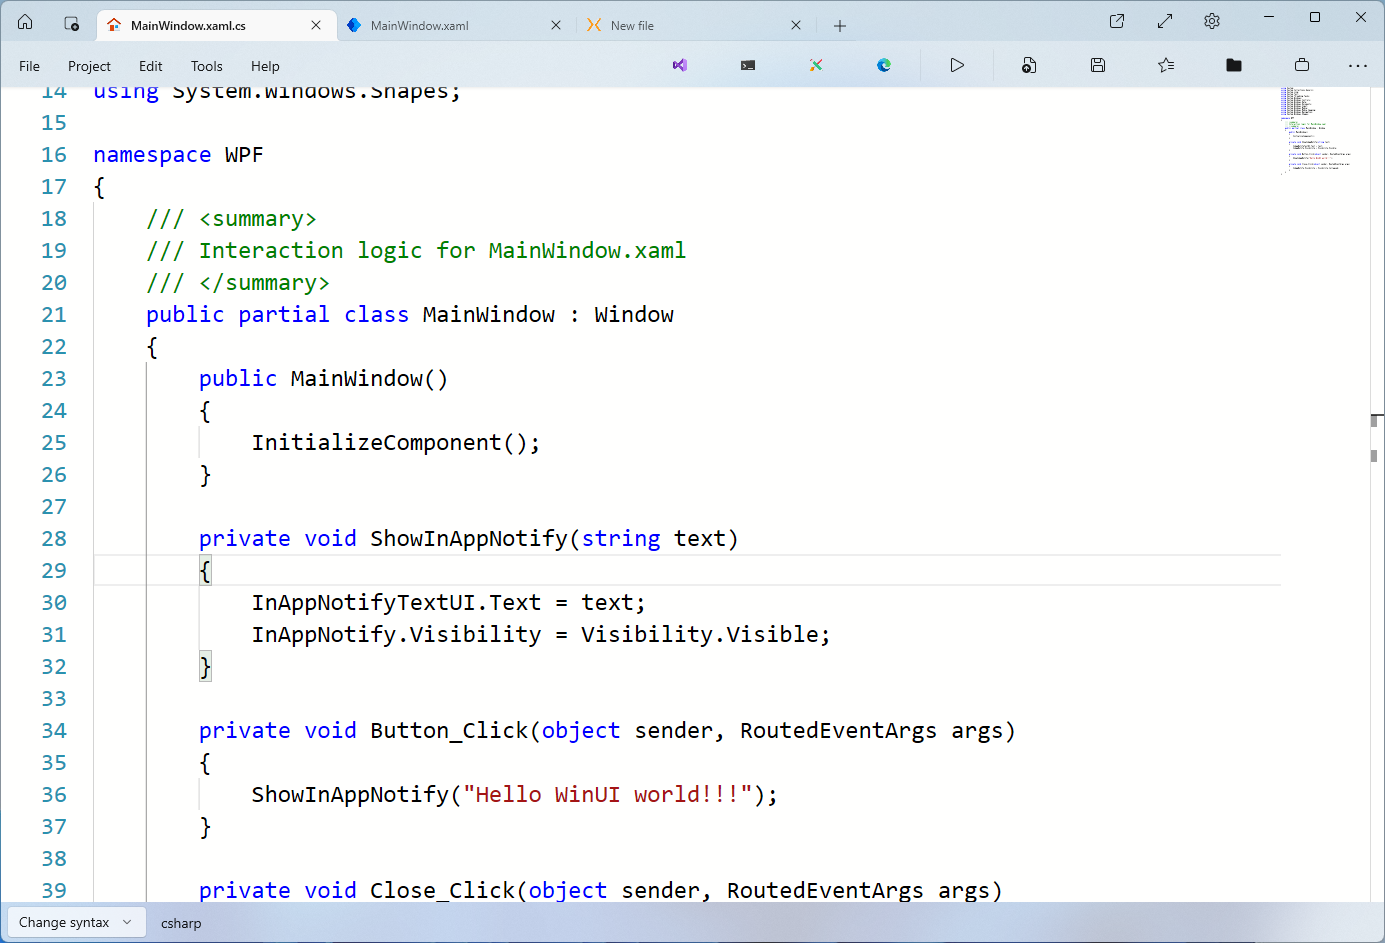 MainWindow.xaml.cs
MainWindow.xaml
New file
File Project Edit Tools Help
14 using System.Windows.Shapes;
15
16 namespace WPF
17 {
18 /// <summary>
19 /// Interaction logic for MainWindow.xaml
20 /// </summary>
21 public partial class MainWindow : Window
22 {
23 public MainWindow()
24 {
25 InitializeComponent();
26 }
27
28 private void ShowInAppNotify(string text)
29 {
30 InAppNotifyTextUI.Text = text;
31 InAppNotify.Visibility = Visibility.Visible;
32 }
33
34 private void Button_Click(object sender, RoutedEventArgs args)
35 {
36 ShowInAppNotify("Hello WinUI world!!!");
37 }
38
39 private void Close_Click(object sender, RoutedEventArgs args)
Change syntax csharp